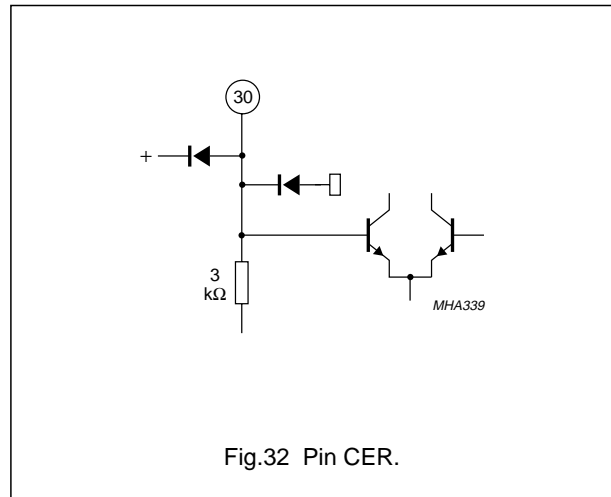 30
+
3
kΩ
MHA339
Fig.32 Pin CER.